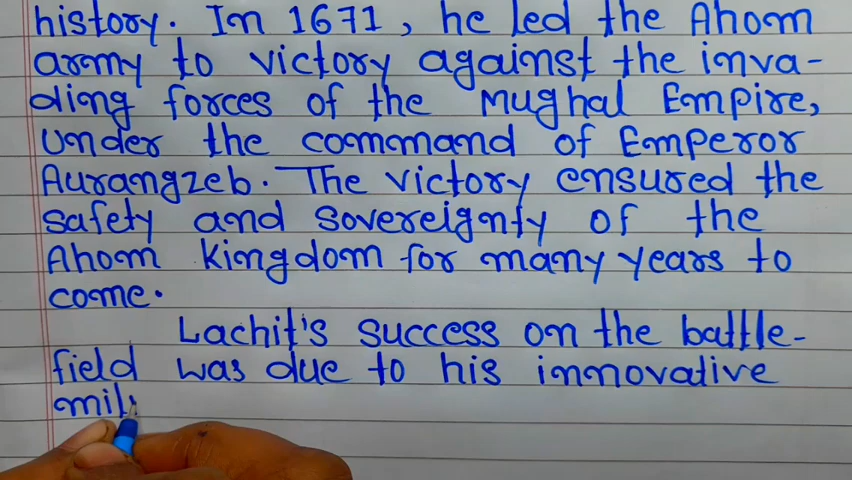 history. In 1671, he led the Ahom
army to victory against the inva-
ding forces of the Mughal Empire,
under the command of Emperor
Aurangzeb. The victory ensured the
safety and sovereignty of the
Ahom kingdom for many years to
come.
Lachit's success on the battle-
field was due to his innovative
mili